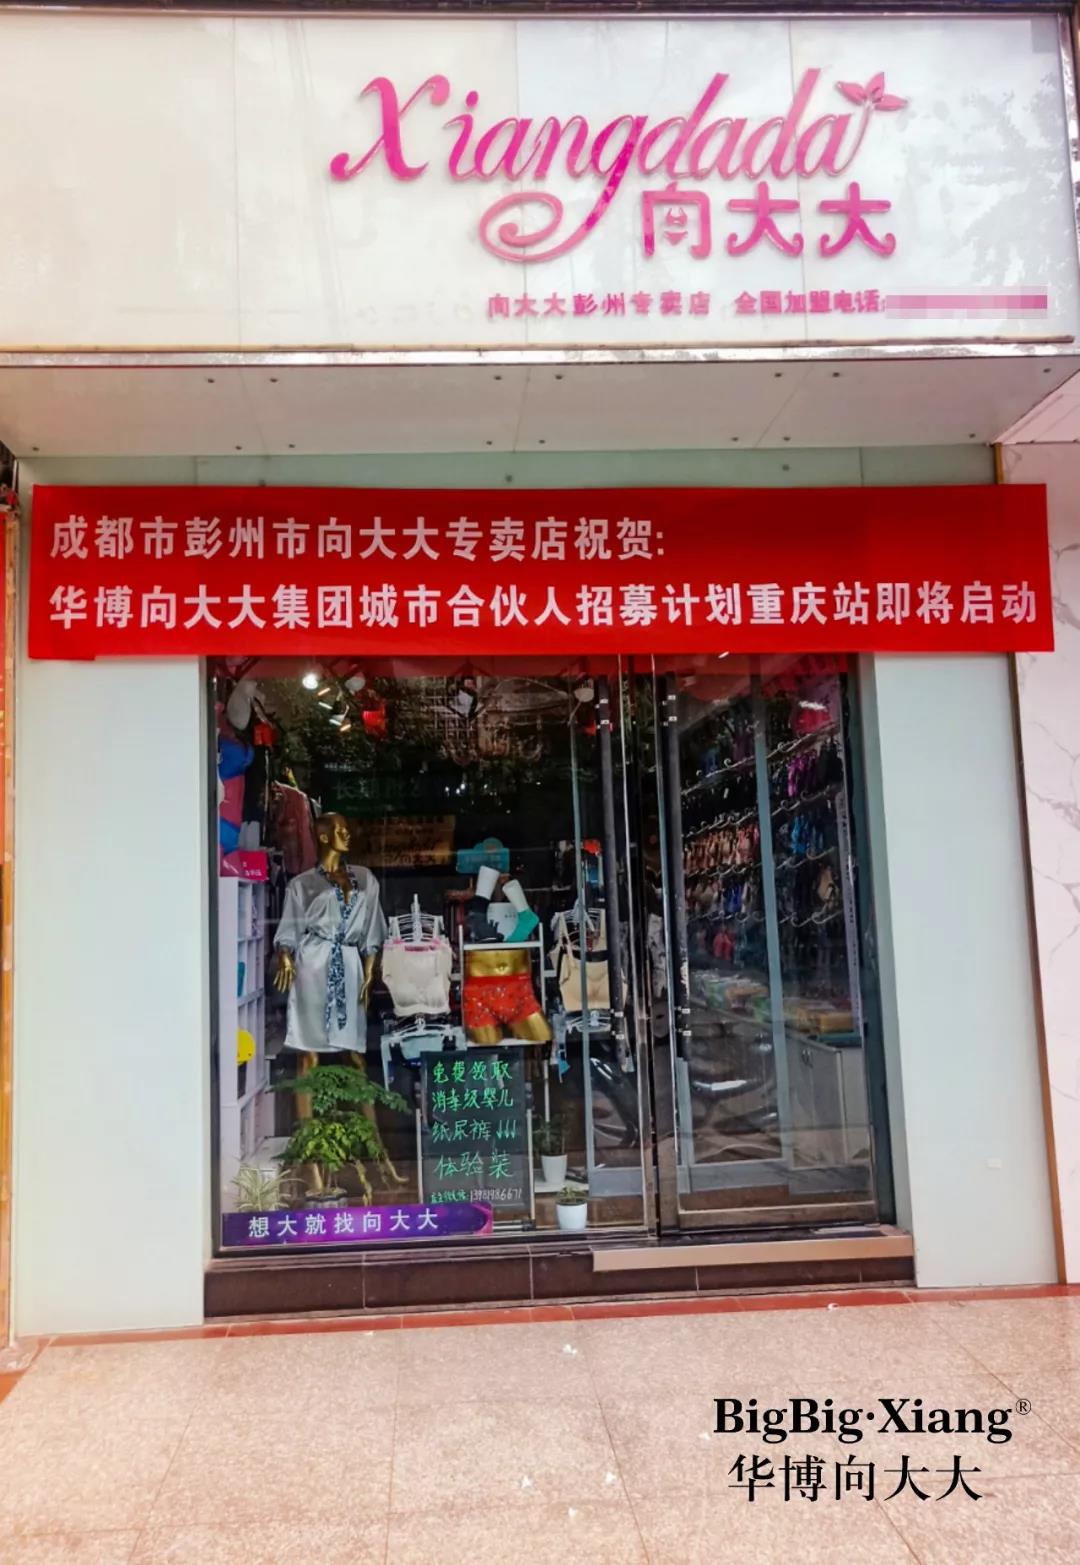 Xiangdada
向大大
向大大彭州专卖店 全国加盟电话:
成都市彭州市向大大专卖店祝贺:
华博向大大集团城市合伙人招募计划重庆站即将启动
向大大
免费领取
消毒级婴儿
纸尿裤↓↓↓
体验装
13981986671
想大就找向大大
BigBig·Xiang®
华博向大大